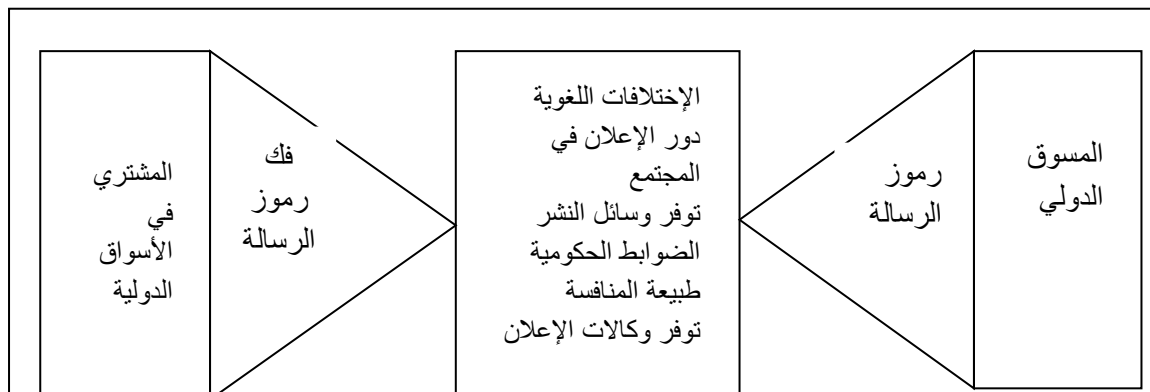 المسوق
الدولي
رموز
الرسالة
الإختلافات اللغوية
دور الإعلان في
المجتمع
توفر وسائل النشر
الضوابط الحكومية
طبيعة المنافسة
توفر وكالات الإعلان
فك
رموز
الرسالة
المشتري
في
الأسواق
الدولية